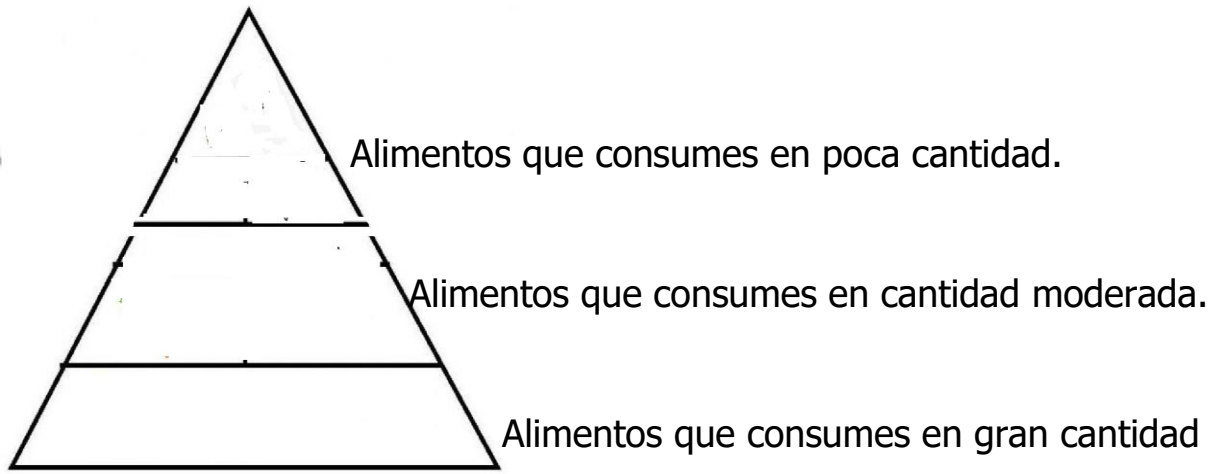 Alimentos que consumes en poca cantidad.
Alimentos que consumes en cantidad moderada.
Alimentos que consumes en gran cantidad